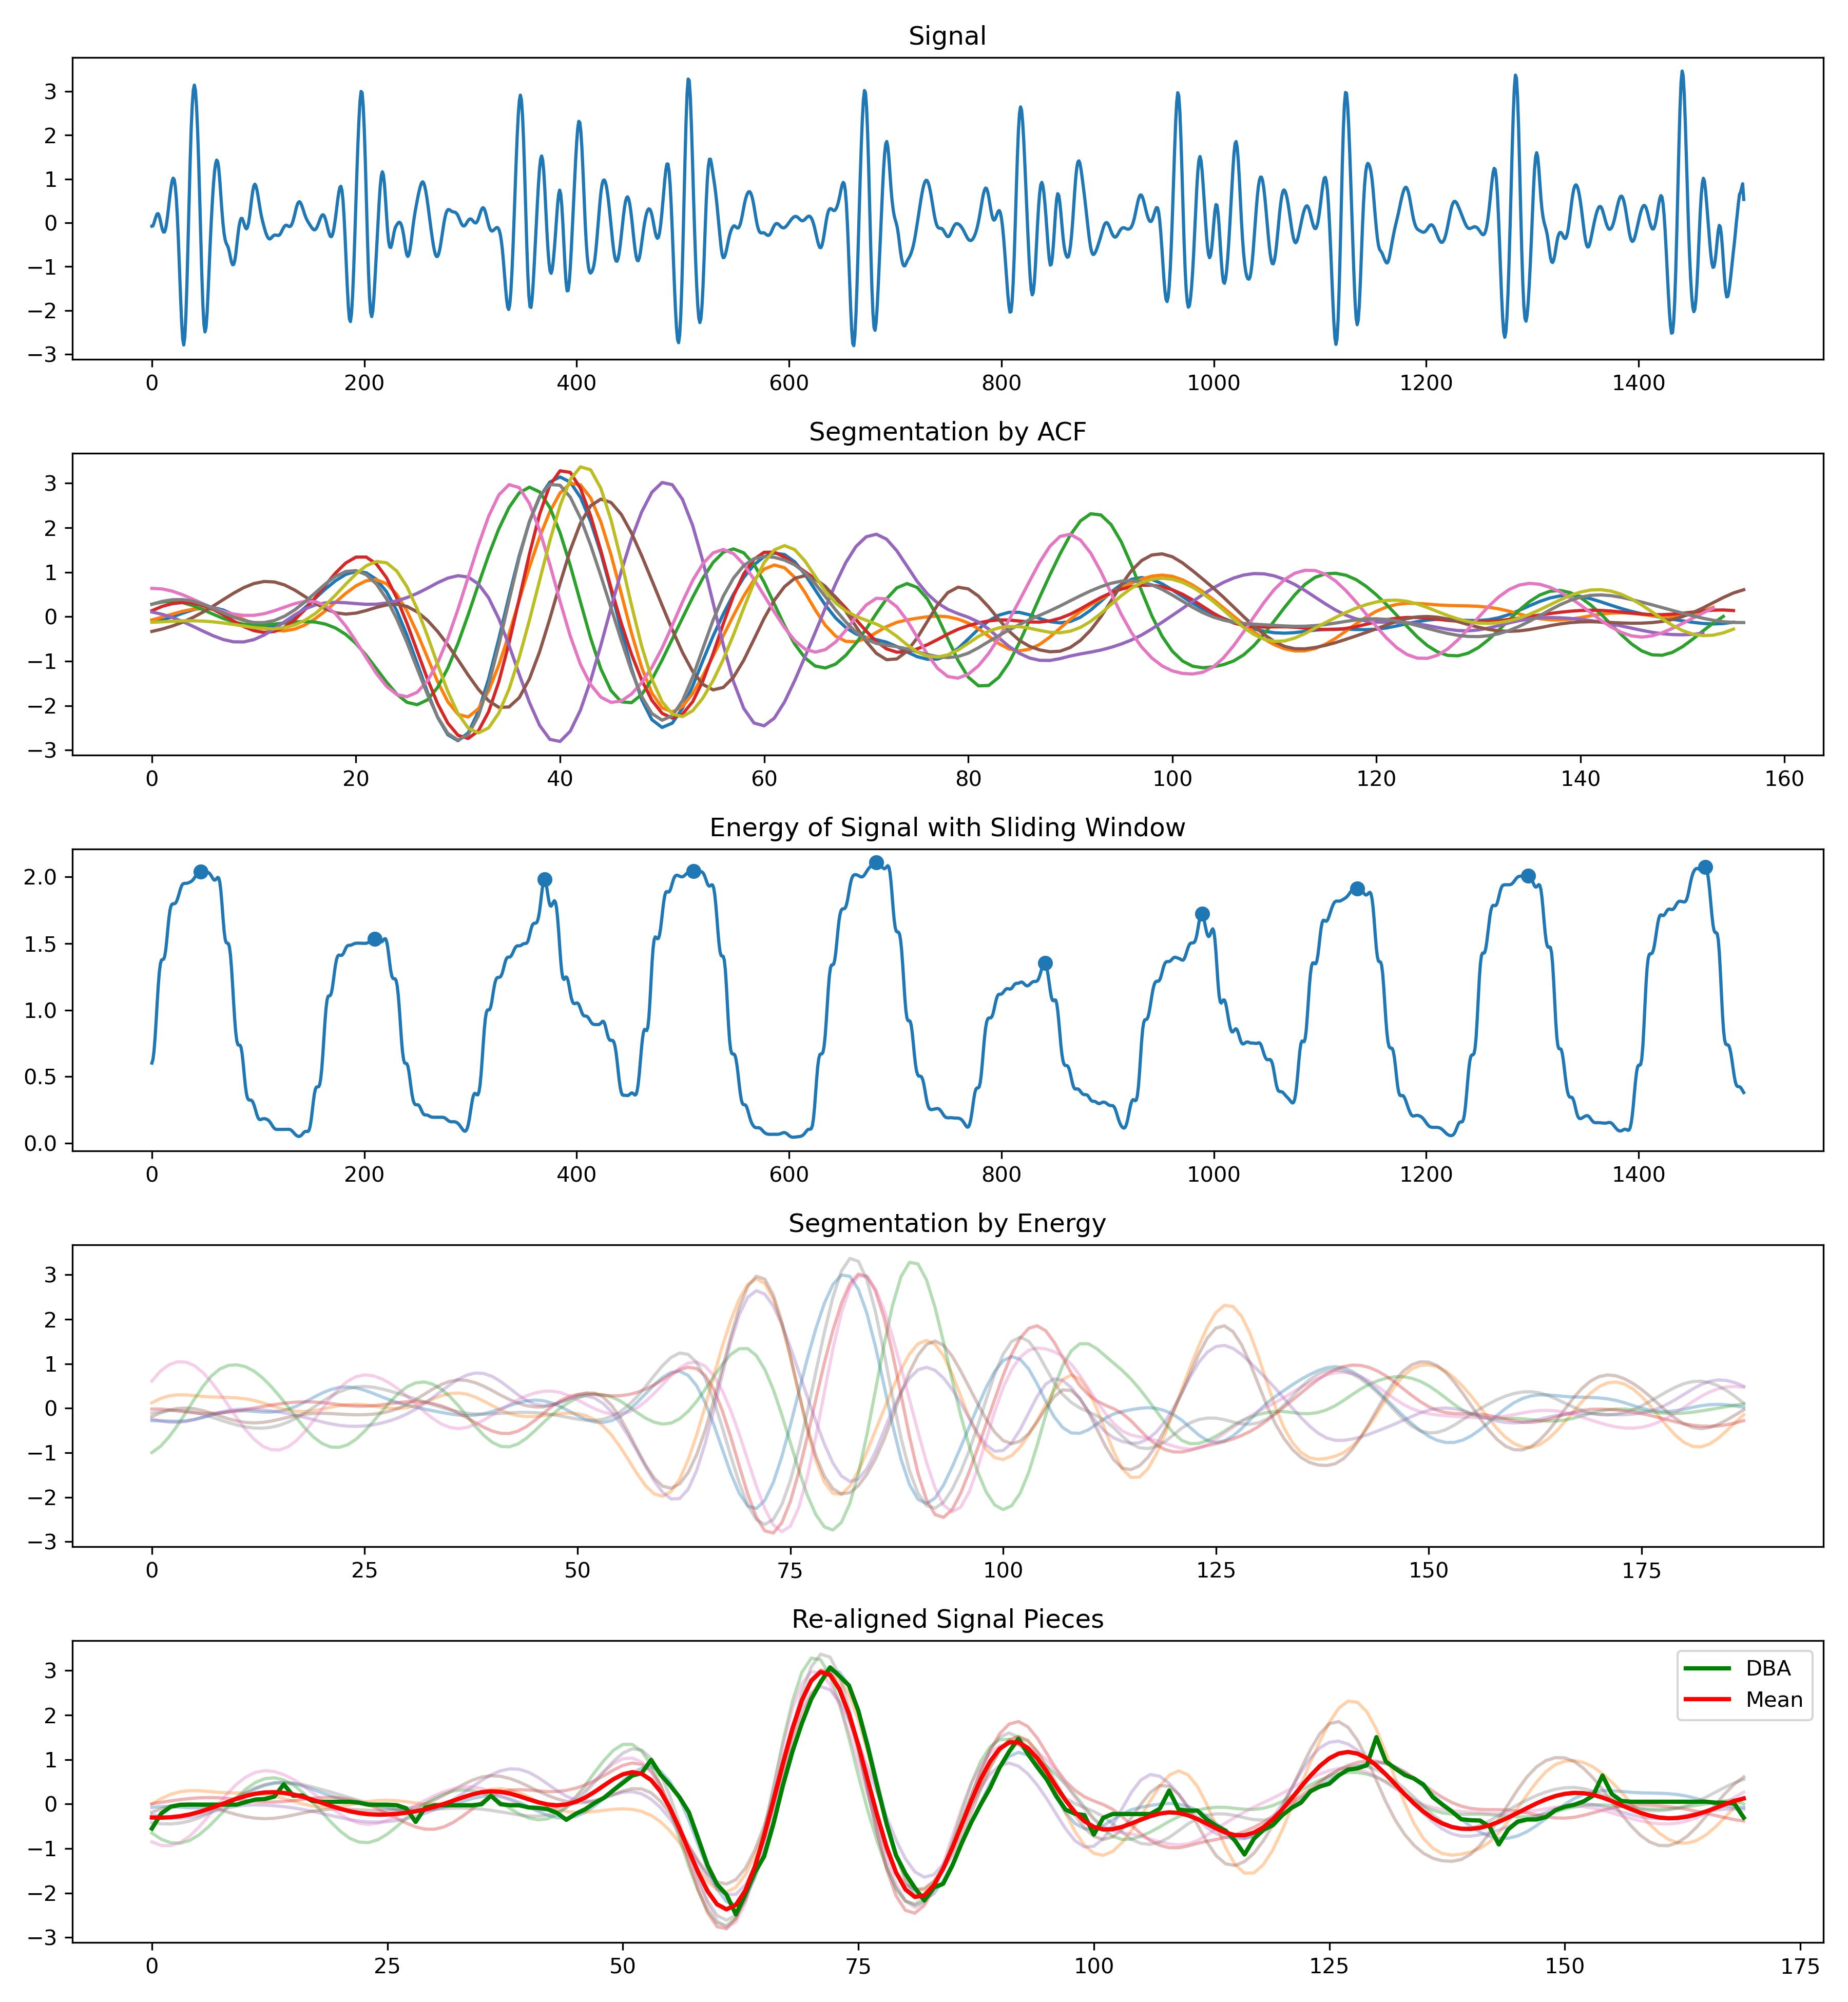 Signal
3
2
1
0
−1
−2
−3
0 200 400 600 800 1000 1200 1400
Segmentation by ACF
3
2
1
0
−1
−2
−3
0 20 40 60 80 100 120 140 160
Energy of Signal with Sliding Window
2.0
1.5
1.0
0.5
0.0
0 200 400 600 800 1000 1200 1400
Segmentation by Energy
3
2
1
0
−1
−2
−3
0 25 50 75 100 125 150 175
Re-aligned Signal Pieces
DBA
Mean
3
2
1
0
−1
−2
−3
0 25 50 75 100 125 150 175